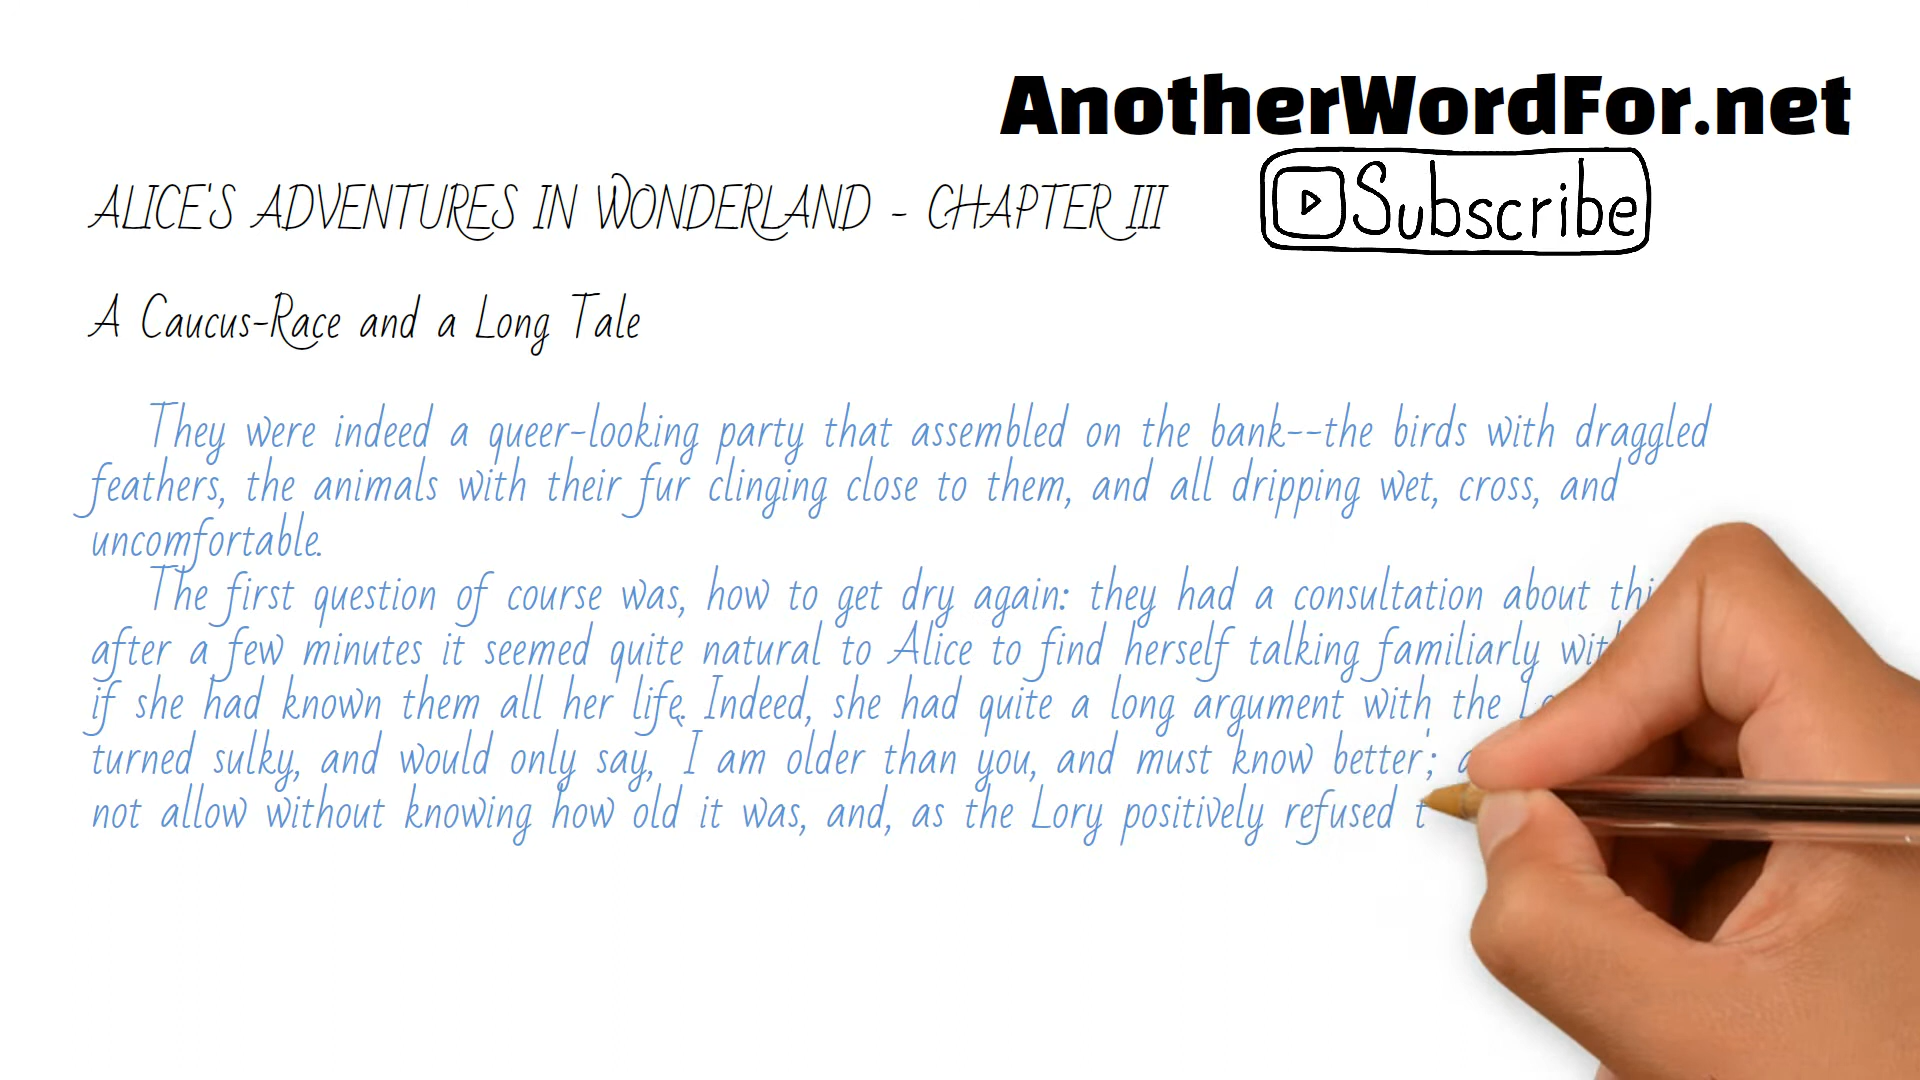 AnotherWordFor.net
Subscribe
ALICE'S ADVENTURES IN WONDERLAND - CHAPTER III
A Caucus-Race and a Long Tale
They were indeed a queer-looking party that assembled on the bank--the birds with draggled
feathers, the animals with their fur clinging close to them, and all dripping wet, cross, and
uncomfortable.
The first question of course was, how to get dry again: they had a consultation about
after a few minutes it seemed quite natural to Alice to find herself talking familiarly
if she had known them all her life. Indeed, she had quite a long argument with the
turned sulky, and would only say, `I am older than you, and must know better';
not allow without knowing how old it was, and, as the Lory positively refused